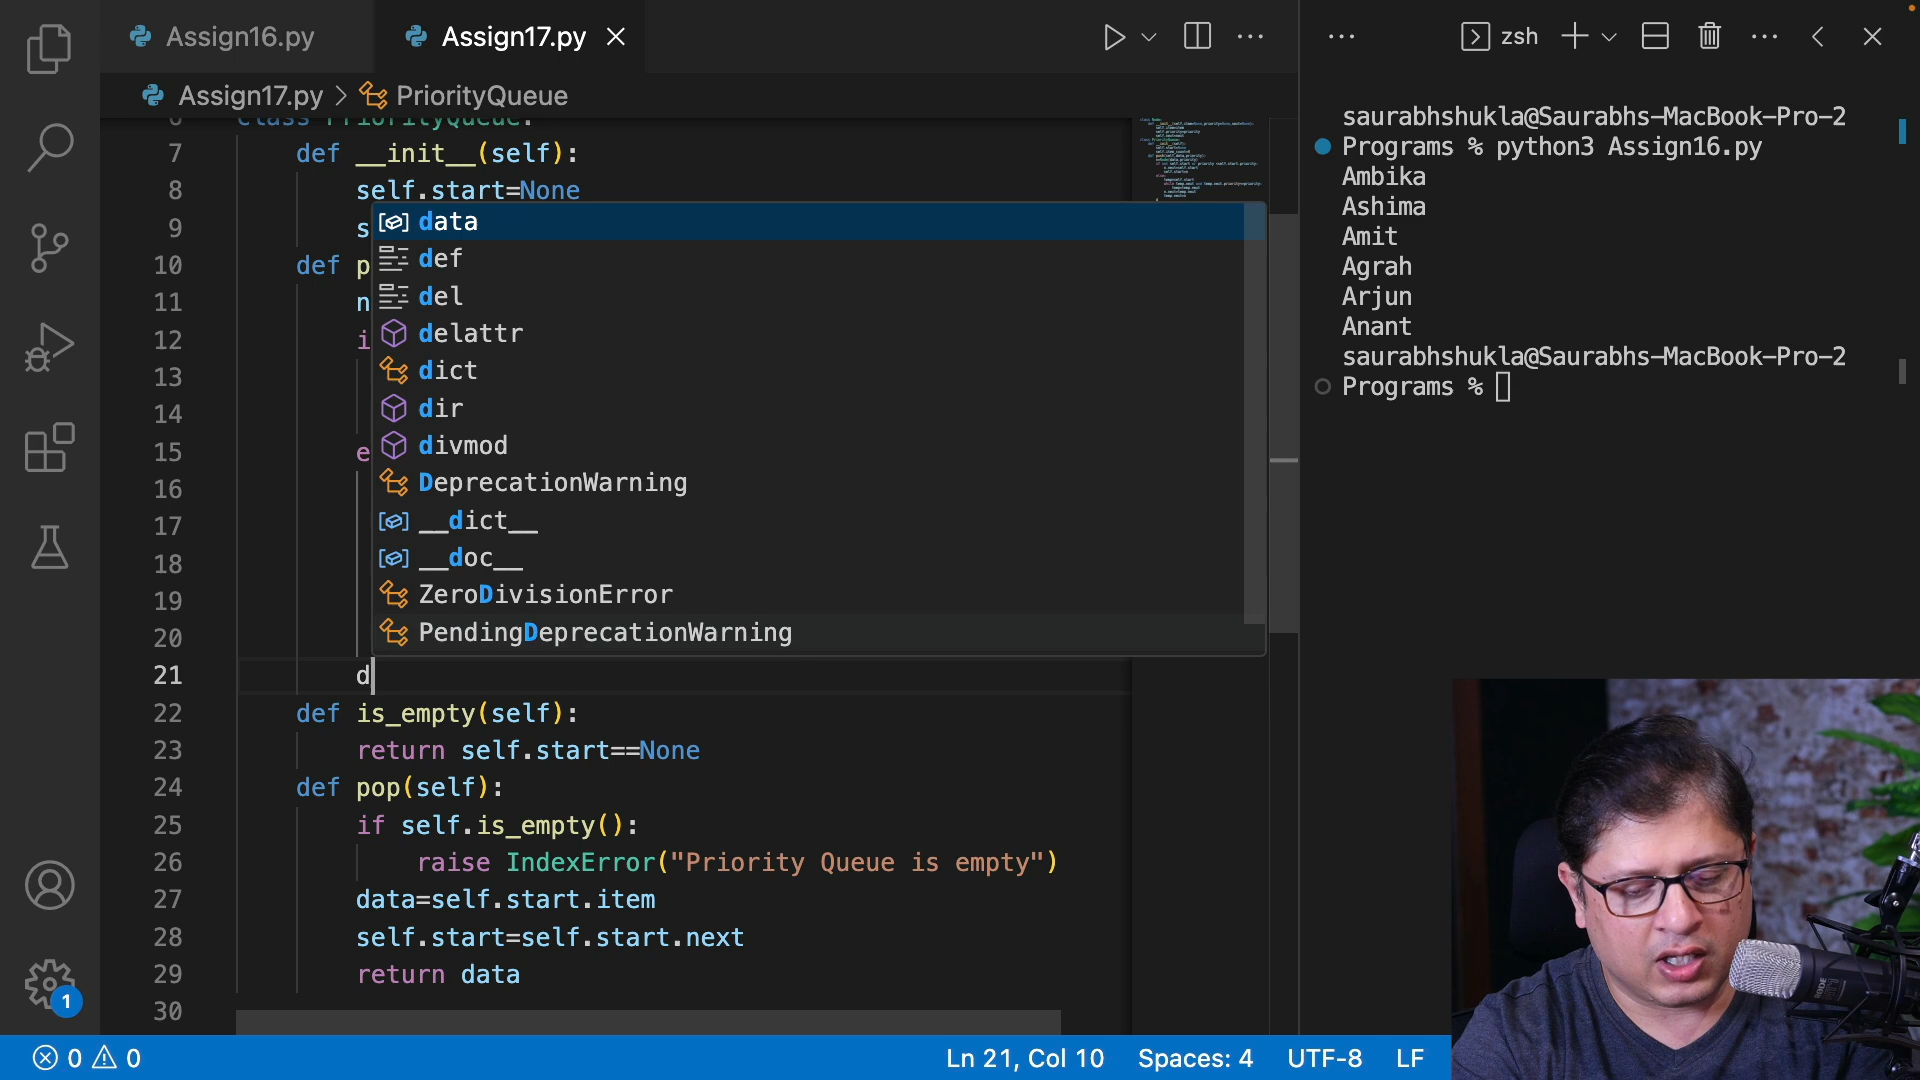 Assign16.py
Assign17.py
zsh
Assign17.py > PriorityQueue
6 class PriorityQueue:
7 def __init__(self):
8 self.start=None
9 s
10 def p
11 n
12 i
13
14
15 e
16
17
18
19
20
21 d
data
def
del
delattr
dict
dir
divmod
DeprecationWarning
__dict__
__doc__
ZeroDivisionError
PendingDeprecationWarning
22 def is_empty(self):
23 return self.start==None
24 def pop(self):
25 if self.is_empty():
26 raise IndexError("Priority Queue is empty")
27 data=self.start.item
28 self.start=self.start.next
29 return data
30
saurabhshukla@Saurabhs-MacBook-Pro-2
Programs % python3 Assign16.py
Ambika
Ashima
Amit
Agrah
Arjun
Anant
saurabhshukla@Saurabhs-MacBook-Pro-2
Programs %
1
0 0
Ln 21, Col 10 Spaces: 4 UTF-8 LF